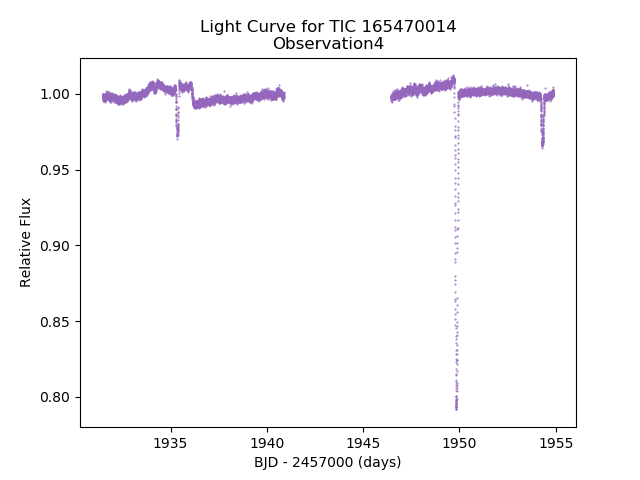 Light Curve for TIC 165470014
Observation4
1.00
0.95
0.90
0.85
0.80
Relative Flux
1935
1940
1945
1950
1955
BJD - 2457000 (days)